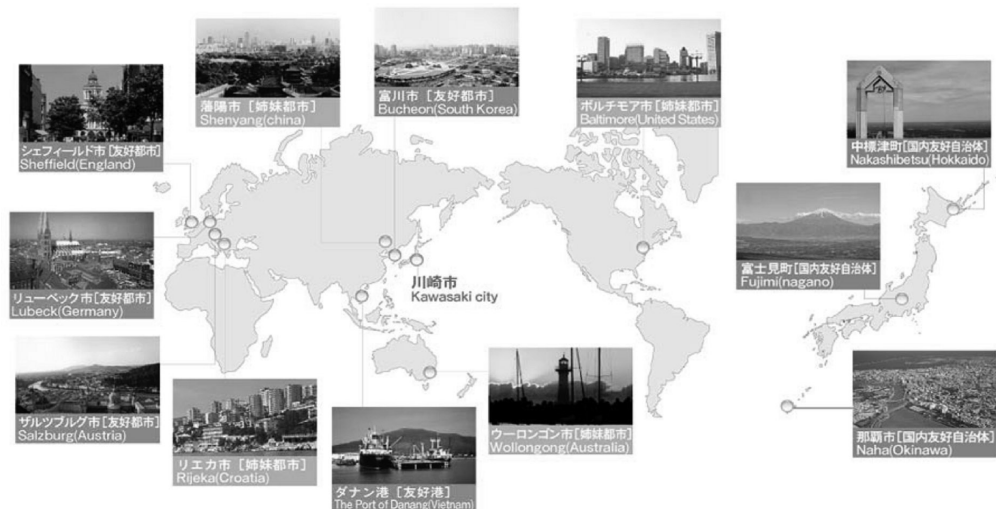 藩陽市 [姉妹都市]
Shenyang(china)
富川市 [友好都市]
Bucheon(South Korea)
ボルチモア市 [姉妹都市]
Baltimore(United States)
シェフィールド市 [友好都市]
Sheffield(England)
中標津町[国内友好自治体]
Nakashibetsu(Hokkaido)
リューベック市[友好都市]
Lubeck(Germany)
川崎市
Kawasaki city
富士見町[国内友好自治体]
Fujimi(nagano)
ザルツブルグ市[友好都市]
Salzburg(Austria)
リエカ市 [姉妹都市]
Rijeka(Croatia)
ダナン港 [友好港]
The Port of Danang(Vietnam)
ウーロンゴン市[姉妹都市]
Wollongong(Australia)
那覇市[国内友好自治体]
Naha(Okinawa)